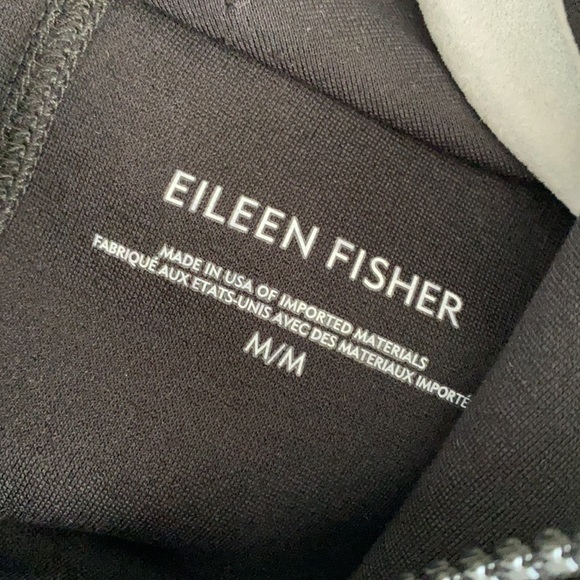 EILEEN FISHER
MADE IN USA OF IMPORTED MATERIALS
FABRIQUÉ AUX ETATS-UNIS AVEC DES MATERIAUX IMPORTÉ
M/M